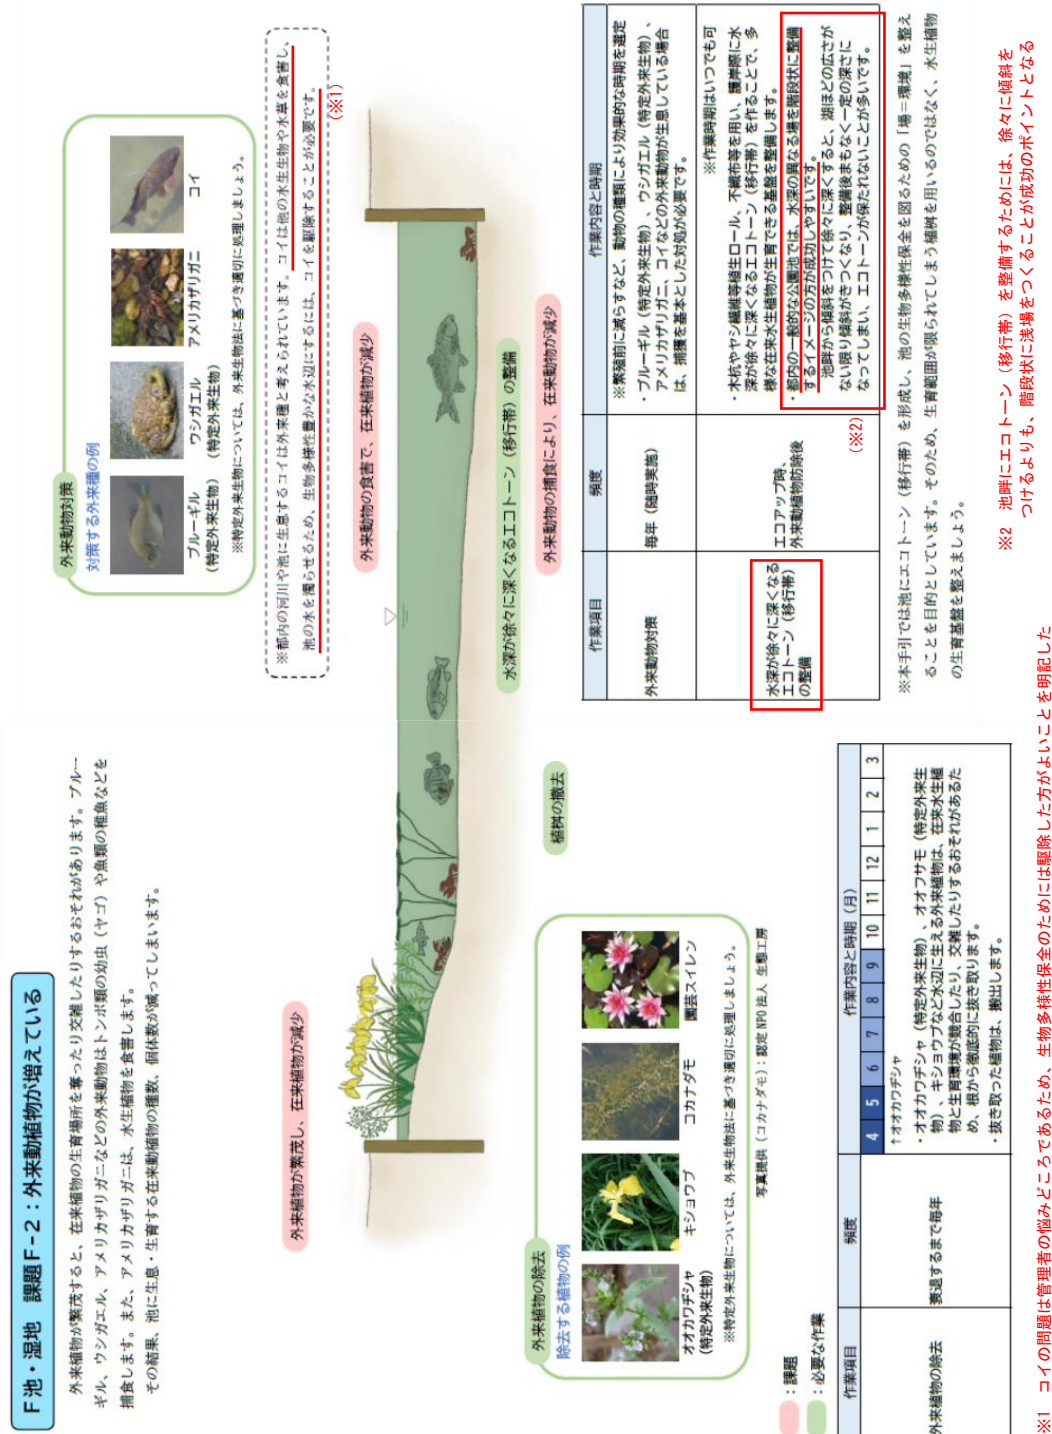 F 池・湿地　課題 F-2：外来動植物が増えている
外来植物が繁茂すると、在来植物の生育場所を奪ったり交雑したりするおそれがあります。ブルー
ギル、ウシガエル、アメリカザリガニなどの外来動物はトンボ類の幼虫（ヤゴ）や魚類の稚魚などを
捕食します。また、アメリカザリガニは、水生植物を食害します。
その結果、池に生息・生育する在来動植物の種数、個体数が減ってしまいます。
外来動物対策
対策する外来種の例
ブルーギル
（特定外来生物）
ウシガエル
（特定外来生物）
アメリカザリガニ
コイ
※特定外来生物については、外来生物法に基づき適切に処理しましょう。
※都内の河川や池に生息するコイは外来種と考えられています。コイは他の水生生物や水草を食害し、
池の水を濁らせるため、生物多様性豊かな水辺にするには、コイを駆除することが必要です。
（※1）
外来植物が繁茂し、在来植物が減少
外来動物の食害で、在来植物が減少
水深が徐々に深くなるエコトーン（移行帯）の整備
外来動物の捕食により、在来動物が減少
植桝の撤去
外来植物の除去
除去する植物の例
オオカワヂシャ
（特定外来生物）
キショウブ
コカナダモ
園芸スイレン
※特定外来生物については、外来生物法に基づき適切に処理しましょう。
写真提供（コカナダモ）：認定 NPO 法人 生態工房
：課題
：必要な作業
作業項目
頻度
作業内容と時期（月）
4 5 6 7 8 9 10 11 12 1 2 3
外来植物の除去
衰退するまで毎年
↑オオカワヂシャ
・オオカワヂシャ（特定外来生物）、オオフサモ（特定外来生
物）、キショウブなど水辺に生える外来植物は、在来水生植
物と生育環境が競合したり、交雑したりするおそれがあるた
め、根から徹底的に抜き取ります。
・抜き取った植物は、搬出します。
作業項目
頻度
作業内容と時期
外来動物対策
毎年（随時実施）
※繁殖前に減らすなど、動物の種類により効果的な時期を選定
・ブルーギル（特定外来生物）、ウシガエル（特定外来生物）、
アメリカザリガニ、コイなどの外来動物が生息している場合
は、捕獲を基本とした対処が必要です。
水深が徐々に深くなる
エコトーン（移行帯）
の整備
エコアップ時、
外来動植物防除後
※作業時期はいつでも可
・木杭やヤシ繊維等植生ロール、不織布等を用い、護岸際に水
深が徐々に深くなるエコトーン（移行帯）を作ることで、多
様な在来水生植物が生育できる基盤を整備します。
・都内の一般的な公園池では、水深の異なる場を階段状に整備
するイメージの方が成功しやすいです。
池畔から傾斜をつけて徐々に深くすると、湖ほどの広さが
ない限り傾斜がきつくなり、整備後まもなく一定の深さに
なってしまい、エコトーンが保たれないことが多いです。
（※2）
※本手引では池にエコトーン（移行帯）を形成し、池の生物多様性保全を図るための「場＝環境」を整え
ることを目的としています。そのため、生育範囲が限られてしまう植桝を用いるのではなく、水生植物
の生育基盤を整えましょう。
※2　池畔にエコトーン（移行帯）を整備するためには、徐々に傾斜を
つけるよりも、階段状に浅場をつくることが成功のポイントとなる
※1　コイの問題は管理者の悩みどころであるため、生物多様性保全のためには駆除した方がよいことを明記した